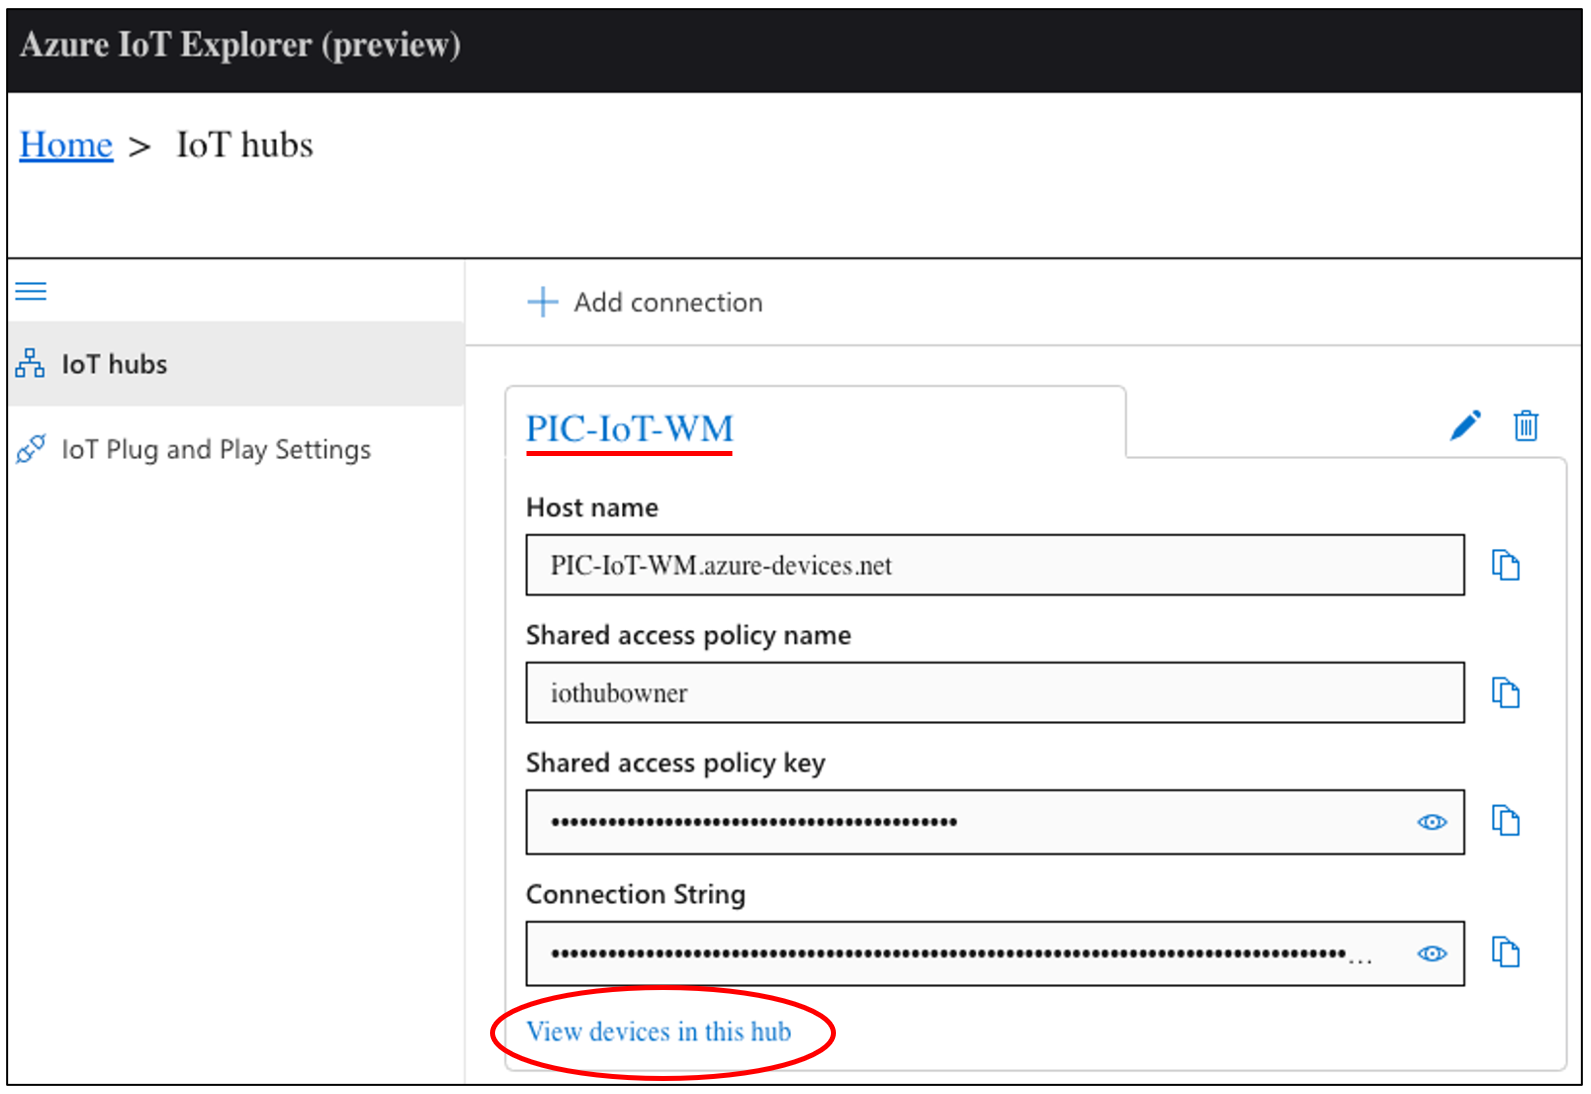 Azure IoT Explorer (preview)
Home > IoT hubs
Add connection
IoT hubs
IoT Plug and Play Settings
PIC-IoT-WM
Host name
PIC-IoT-WM.azure-devices.net
Shared access policy name
iothubowner
Shared access policy key
Connection String
...
View devices in this hub